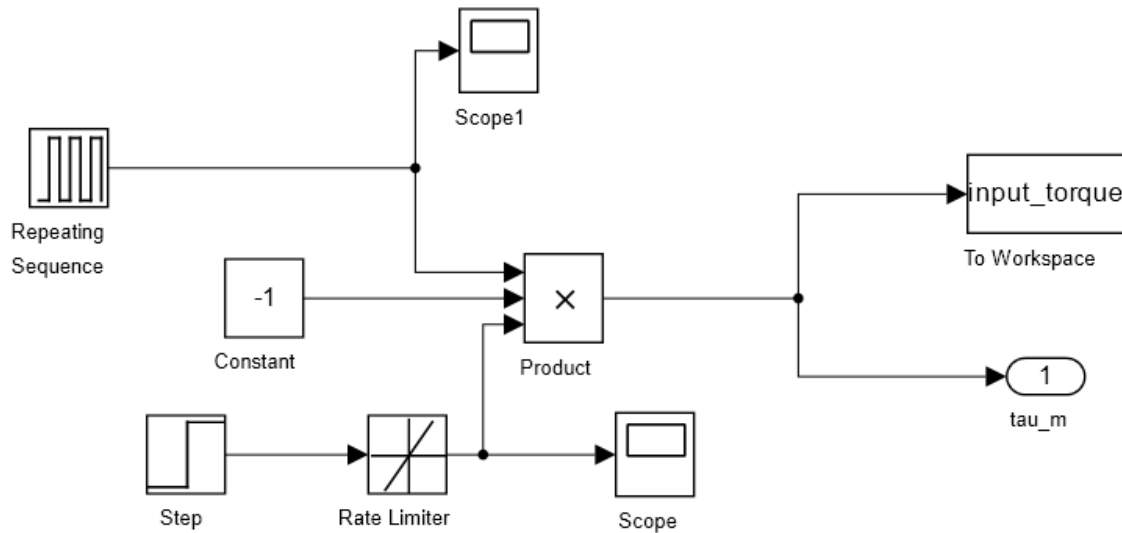 Scope1
Repeating
Sequence
input_torque
To Workspace
-1
Constant
×
Product
1
tau_m
Step
Rate Limiter
Scope